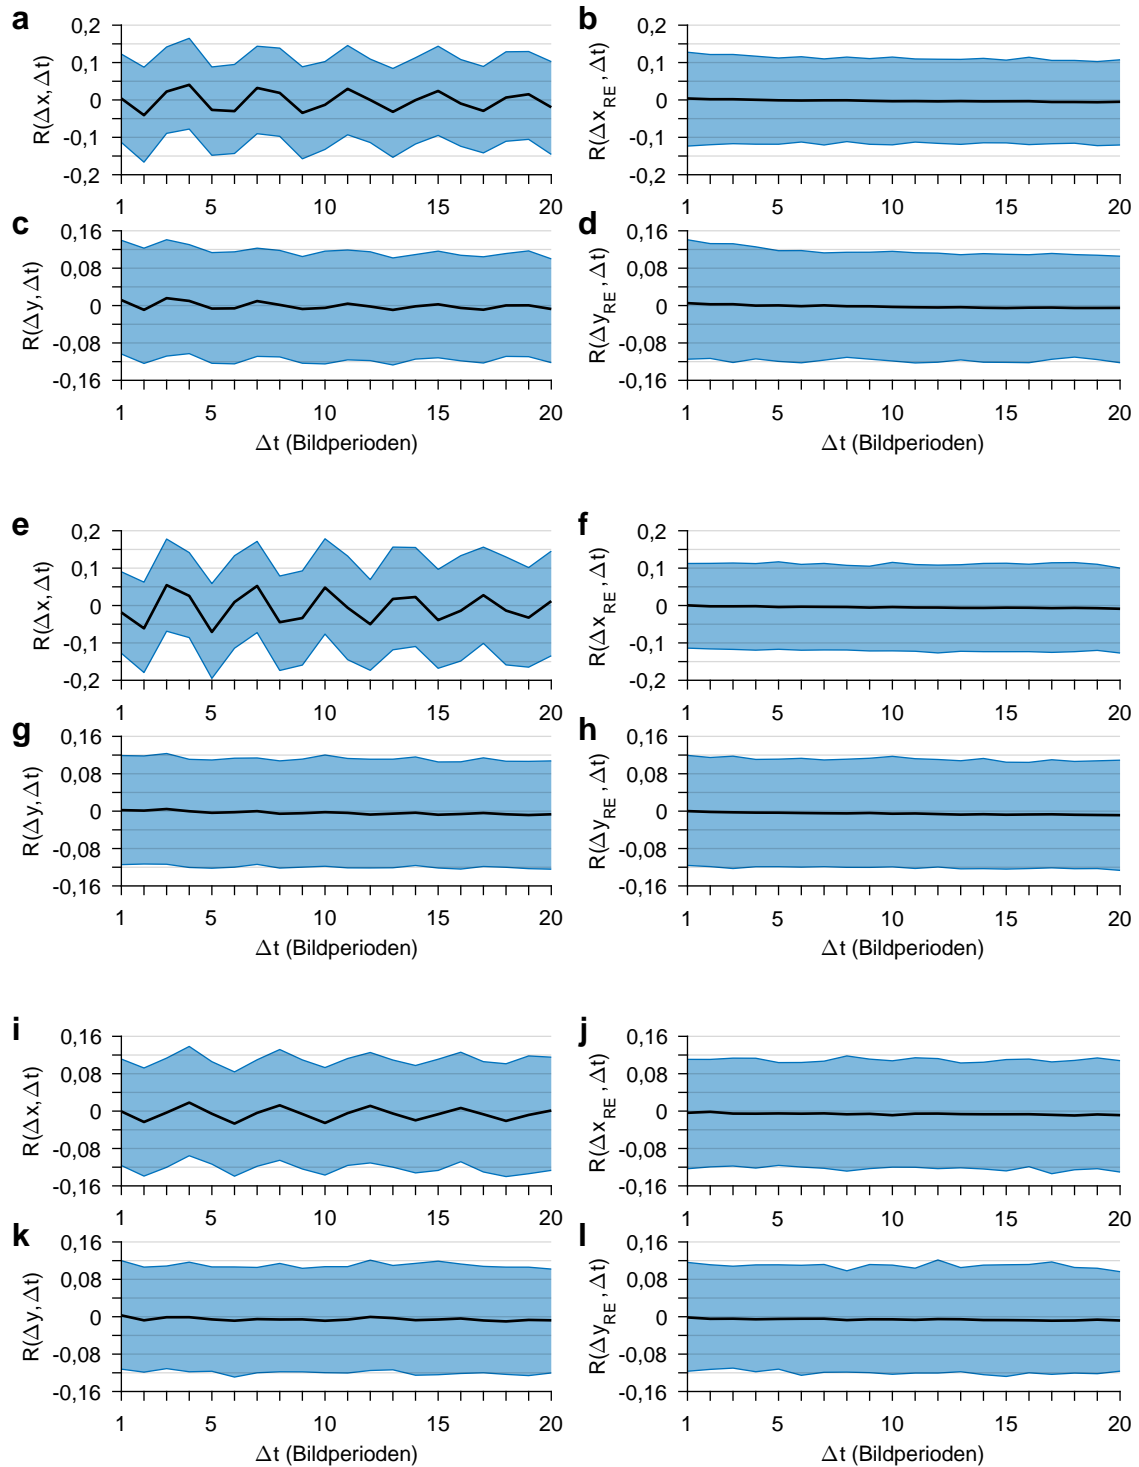 a
0,2
0,1
0
-0,1
-0,2
R(Δx, Δt)
1 5 10 15 20
b
0,2
0,1
0
-0,1
-0,2
R(Δx_RE, Δt)
1 5 10 15 20
c
0,16
0,08
0
-0,08
-0,16
R(Δy, Δt)
1 5 10 15 20
Δt (Bildperioden)
d
0,16
0,08
0
-0,08
-0,16
R(Δy_RE, Δt)
1 5 10 15 20
Δt (Bildperioden)
e
0,2
0,1
0
-0,1
-0,2
R(Δx, Δt)
1 5 10 15 20
f
0,2
0,1
0
-0,1
-0,2
R(Δx_RE, Δt)
1 5 10 15 20
g
0,16
0,08
0
-0,08
-0,16
R(Δy, Δt)
1 5 10 15 20
Δt (Bildperioden)
h
0,16
0,08
0
-0,08
-0,16
R(Δy_RE, Δt)
1 5 10 15 20
Δt (Bildperioden)
i
0,16
0,08
0
-0,08
-0,16
R(Δx, Δt)
1 5 10 15 20
j
0,16
0,08
0
-0,08
-0,16
R(Δx_RE, Δt)
1 5 10 15 20
k
0,16
0,08
0
-0,08
-0,16
R(Δy, Δt)
1 5 10 15 20
Δt (Bildperioden)
l
0,16
0,08
0
-0,08
-0,16
R(Δy_RE, Δt)
1 5 10 15 20
Δt (Bildperioden)